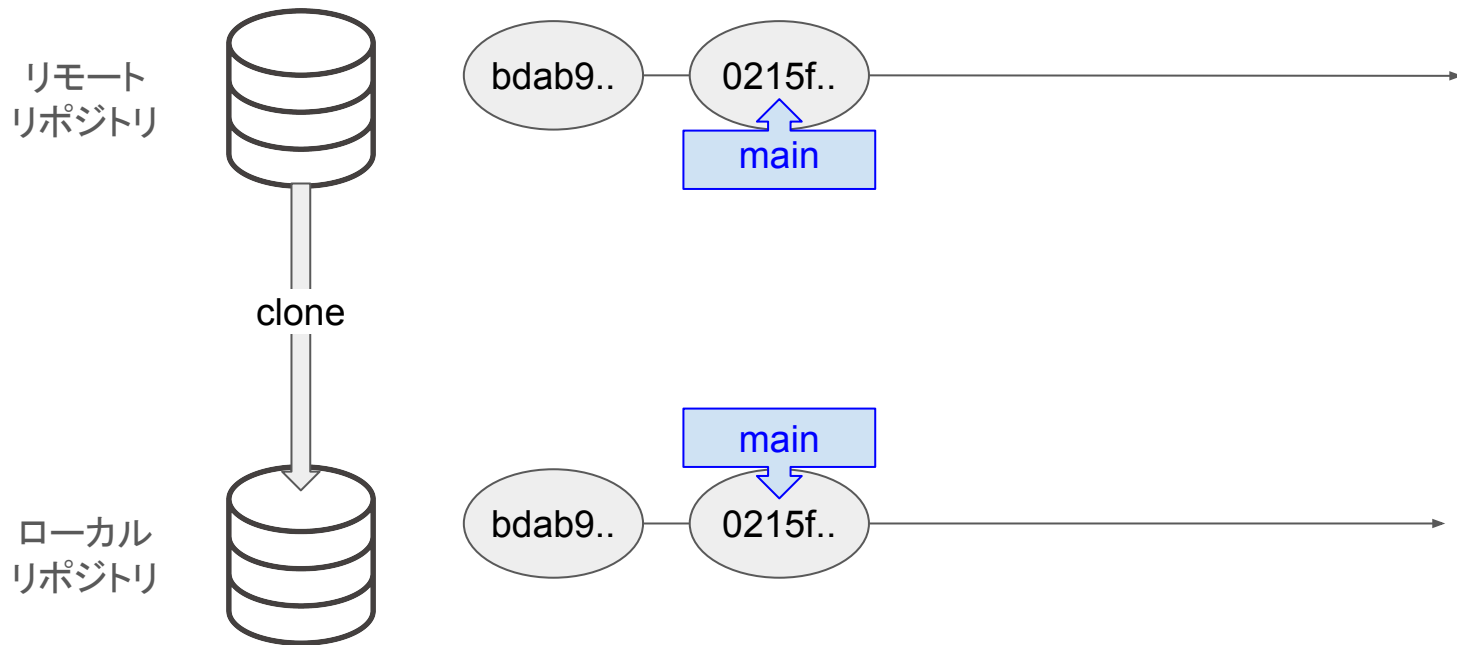 リモート
リポジトリ
bdab9..
0215f..
main
clone
main
ローカル
リポジトリ
bdab9..
0215f..